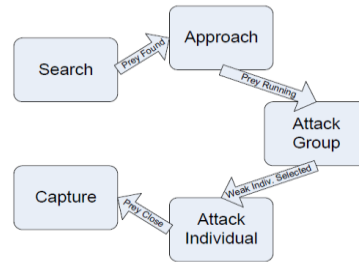 Search
Prey Found
Approach
Prey Running
Attack
Group
Weak Indiv. Selected
Attack
Individual
Prey Close
Capture